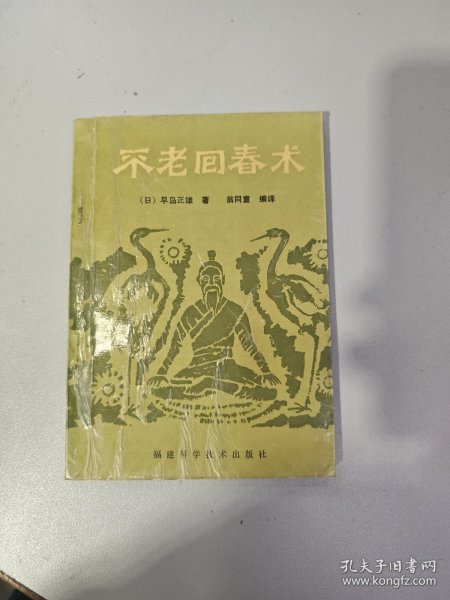 不老回春术
（日）早岛正雄 著 翁同童 编译
福建科学技术出版社
孔夫子旧书网
www.kongfz.com